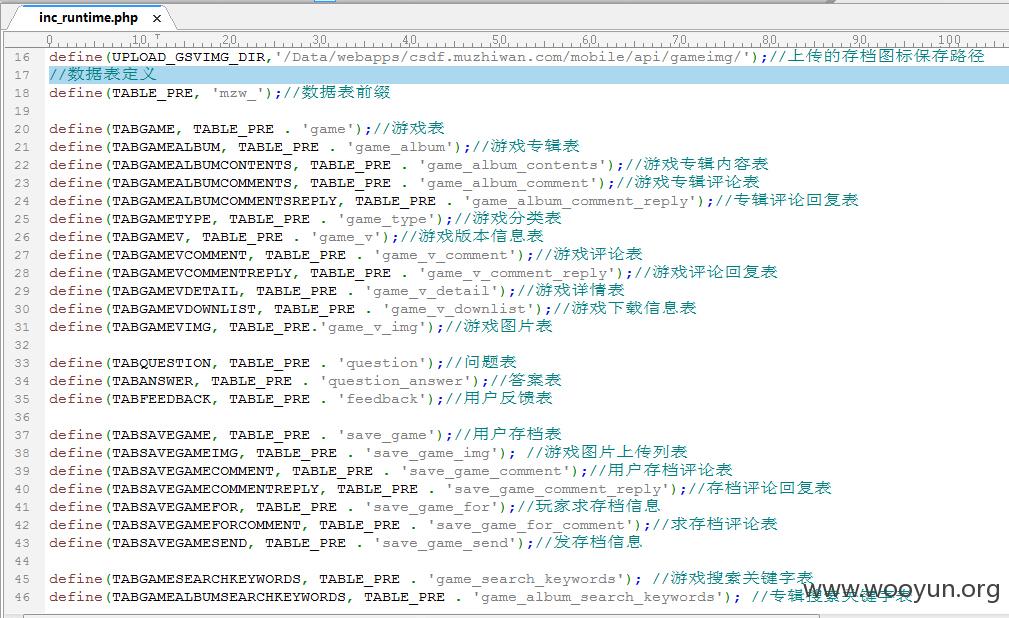 inc_runtime.php ×
0 10 20 30 40 50 60 70 80 90 100
16 define(UPLOAD_GSVIMG_DIR,'/Data/webapps/csdf.muzhiwan.com/mobile/api/gameimg/');//上传的存档图标保存路径
17 //数据表定义
18 define(TABLE_PRE, 'mzw_');//数据表前缀
19
20 define(TABGAME, TABLE_PRE . 'game');//游戏表
21 define(TABGAMEALBUM, TABLE_PRE . 'game_album');//游戏专辑表
22 define(TABGAMEALBUMCONTENTS, TABLE_PRE . 'game_album_contents');//游戏专辑内容表
23 define(TABGAMEALBUMCOMMENTS, TABLE_PRE . 'game_album_comment');//游戏专辑评论表
24 define(TABGAMEALBUMCOMMENTSREPLY, TABLE_PRE . 'game_album_comment_reply');//专辑评论回复表
25 define(TABGAMETYPE, TABLE_PRE . 'game_type');//游戏分类表
26 define(TABGAMEV, TABLE_PRE . 'game_v');//游戏版本信息表
27 define(TABGAMEVCOMMENT, TABLE_PRE . 'game_v_comment');//游戏评论表
28 define(TABGAMEVCOMMENTREPLY, TABLE_PRE . 'game_v_comment_reply');//游戏评论回复表
29 define(TABGAMEVDETAIL, TABLE_PRE . 'game_v_detail');//游戏详情表
30 define(TABGAMEVDOWNLIST, TABLE_PRE . 'game_v_downlist');//游戏下载信息表
31 define(TABGAMEVIMG, TABLE_PRE.'game_v_img');//游戏图片表
32
33 define(TABQUESTION, TABLE_PRE . 'question');//问题表
34 define(TABANSWER, TABLE_PRE . 'question_answer');//答案表
35 define(TABFEEDBACK, TABLE_PRE . 'feedback');//用户反馈表
36
37 define(TABSAVEGAME, TABLE_PRE . 'save_game');//用户存档表
38 define(TABSAVEGAMEIMG, TABLE_PRE . 'save_game_img'); //游戏图片上传列表
39 define(TABSAVEGAMECOMMENT, TABLE_PRE . 'save_game_comment');//用户存档评论表
40 define(TABSAVEGAMECOMMENTREPLY, TABLE_PRE . 'save_game_comment_reply');//存档评论回复表
41 define(TABSAVEGAMEFOR, TABLE_PRE . 'save_game_for');//玩家求存档信息
42 define(TABSAVEGAMEFORCOMMENT, TABLE_PRE . 'save_game_for_comment');//求存档评论表
43 define(TABSAVEGAMESEND, TABLE_PRE . 'save_game_send');//发存档信息
44
45 define(TABGAMESEARCHKEYWORDS, TABLE_PRE . 'game_search_keywords'); //游戏搜索关键字表
46 define(TABGAMEALBUMSEARCHKEYWORDS, TABLE_PRE . 'game_album_search_keywords'); //专辑搜索关键字表
www.wooyun.org